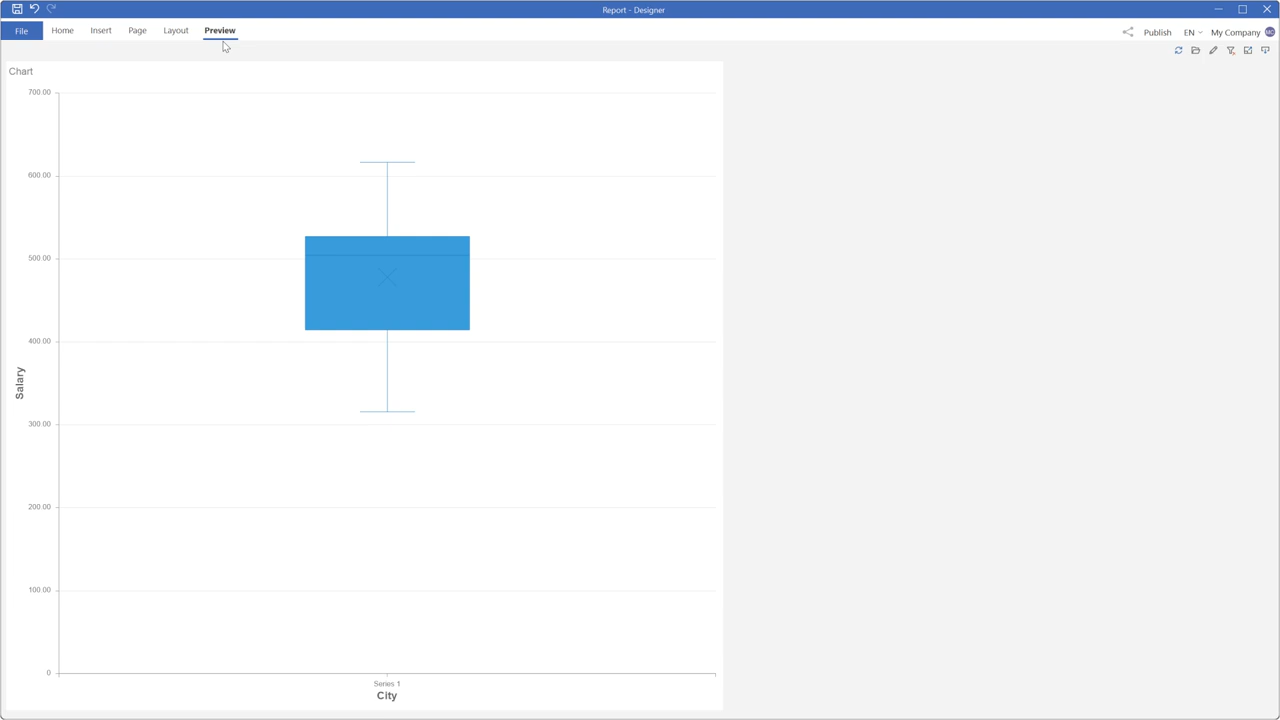 Report - Designer
File Home Insert Page Layout Preview Publish EN My Company MC
Chart
700.00
600.00
500.00
400.00
300.00
200.00
100.00
0
Salary
Series 1
City